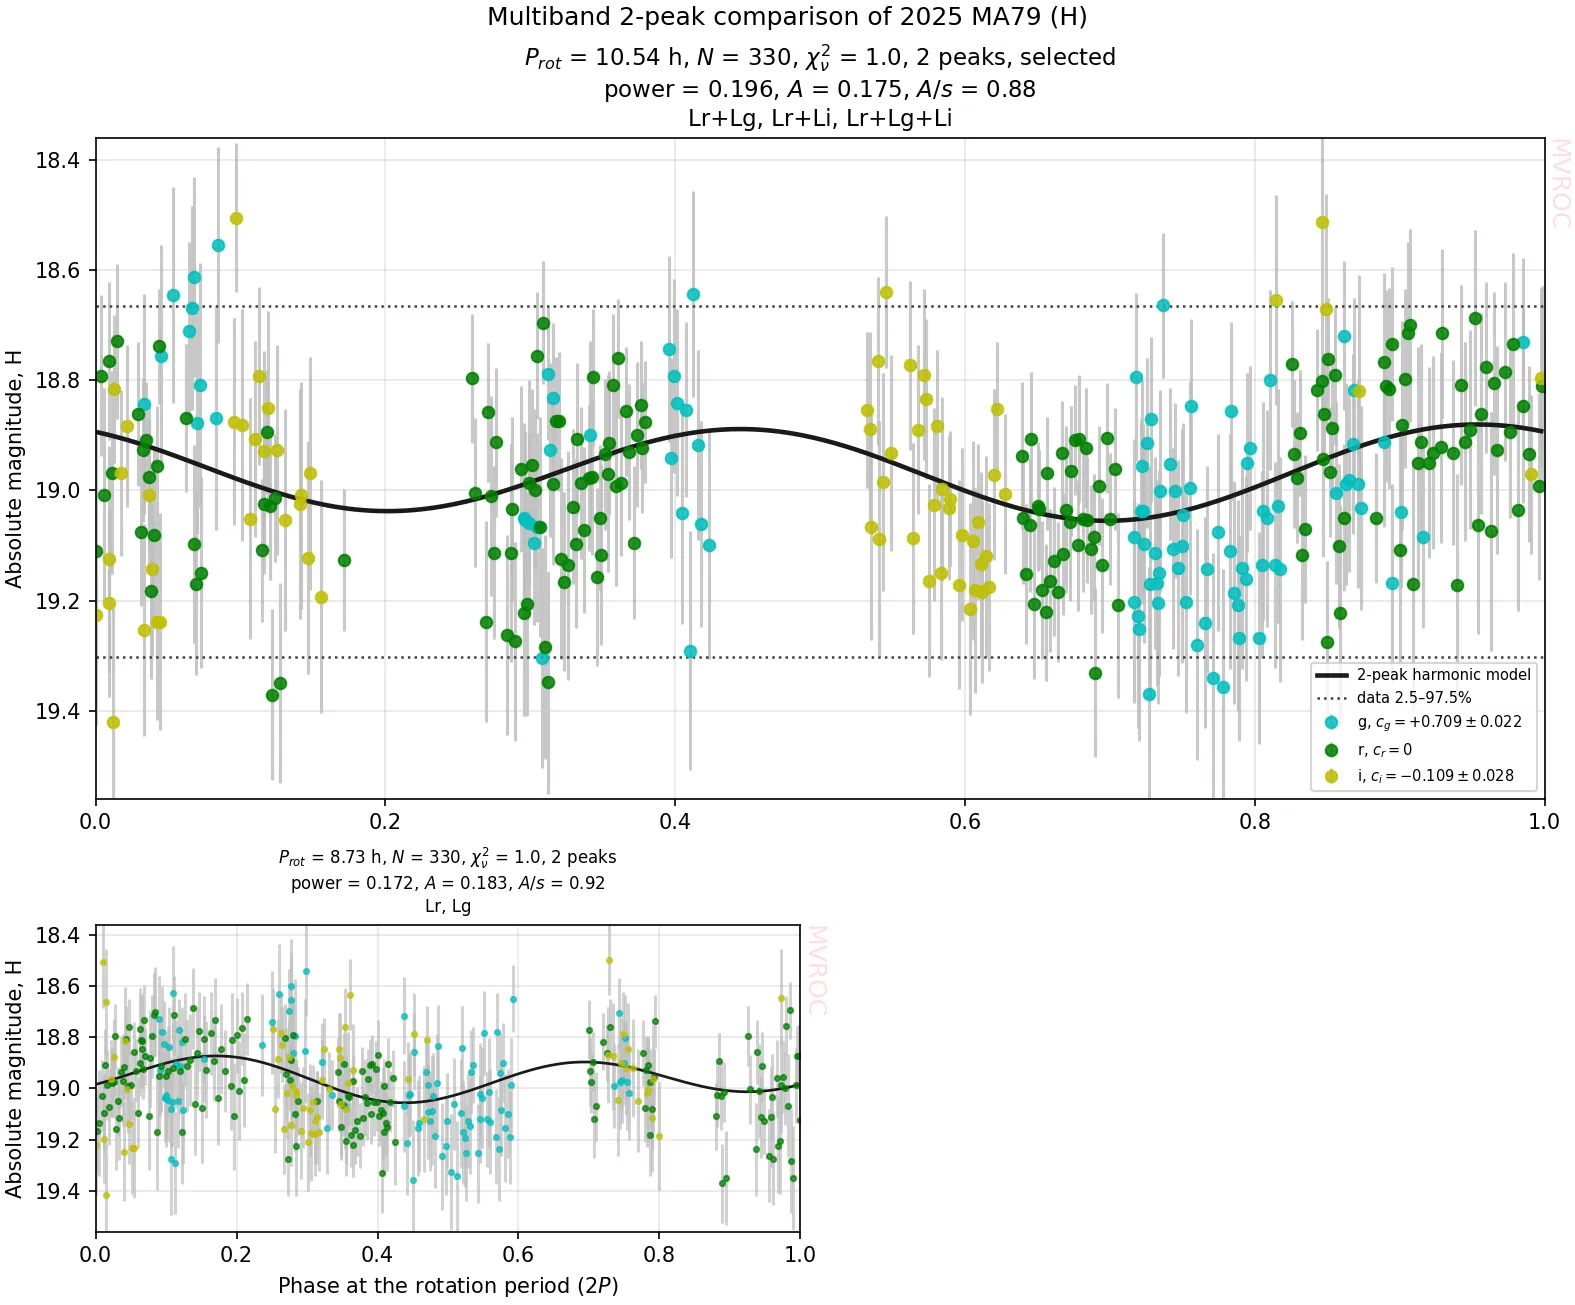 Multiband 2-peak comparison of 2025 MA79 (H)
P_rot = 10.54 h, N = 330, χ²_ν = 1.0, 2 peaks, selected
power = 0.196, A = 0.175, A/s = 0.88
Lr+Lg, Lr+Li, Lr+Lg+Li
MVROC
Absolute magnitude, H
18.4
18.6
18.8
19.0
19.2
19.4
2-peak harmonic model
data 2.5–97.5%
g, c_g = +0.709 ± 0.022
r, c_r = 0
i, c_i = −0.109 ± 0.028
0.0 0.2 0.4 0.6 0.8 1.0
P_rot = 8.73 h, N = 330, χ²_ν = 1.0, 2 peaks
power = 0.172, A = 0.183, A/s = 0.92
Lr, Lg
MVROC
Absolute magnitude, H
18.4
18.6
18.8
19.0
19.2
19.4
0.0 0.2 0.4 0.6 0.8 1.0
Phase at the rotation period (2P)